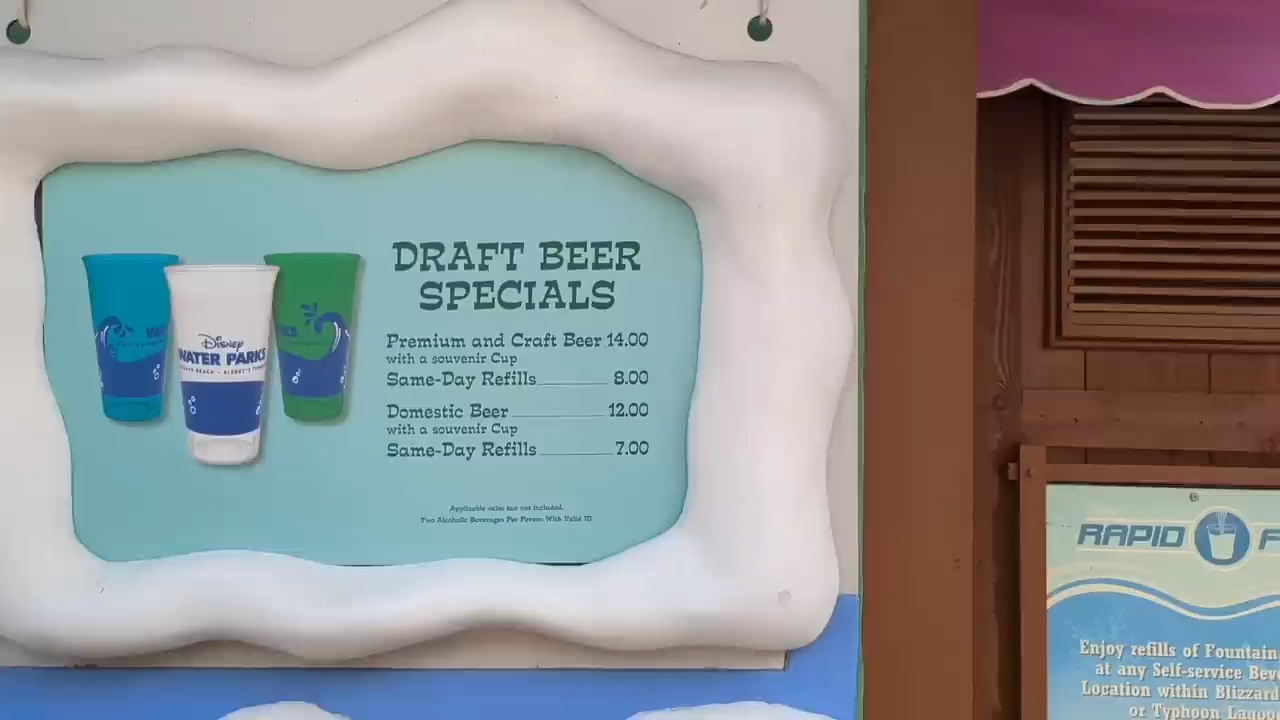 DRAFT BEER
SPECIALS
Premium and Craft Beer 14.00
with a souvenir Cup
Same-Day Refills 8.00
Domestic Beer 12.00
with a souvenir Cup
Same-Day Refills 7.00
Applicable sales tax not included.
Two Alcoholic Beverages Per Person With Valid ID
Disney
WATER PARKS
RAPID
Enjoy refills of Fountain
at any Self-service Bev
Location within Blizzard
or Typhoon Lagoon